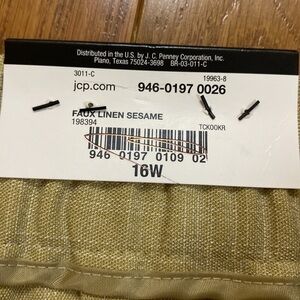 Distributed in the U.S. by J. C. Penney Corporation, Inc.
Plano, Texas 75024-3698 BR-03-011-C
3011-C 19963-8
jcp.com 946-0197 0026
FAUX LINEN SESAME
198394 TCK00KR
946 0197 0109 02
16W